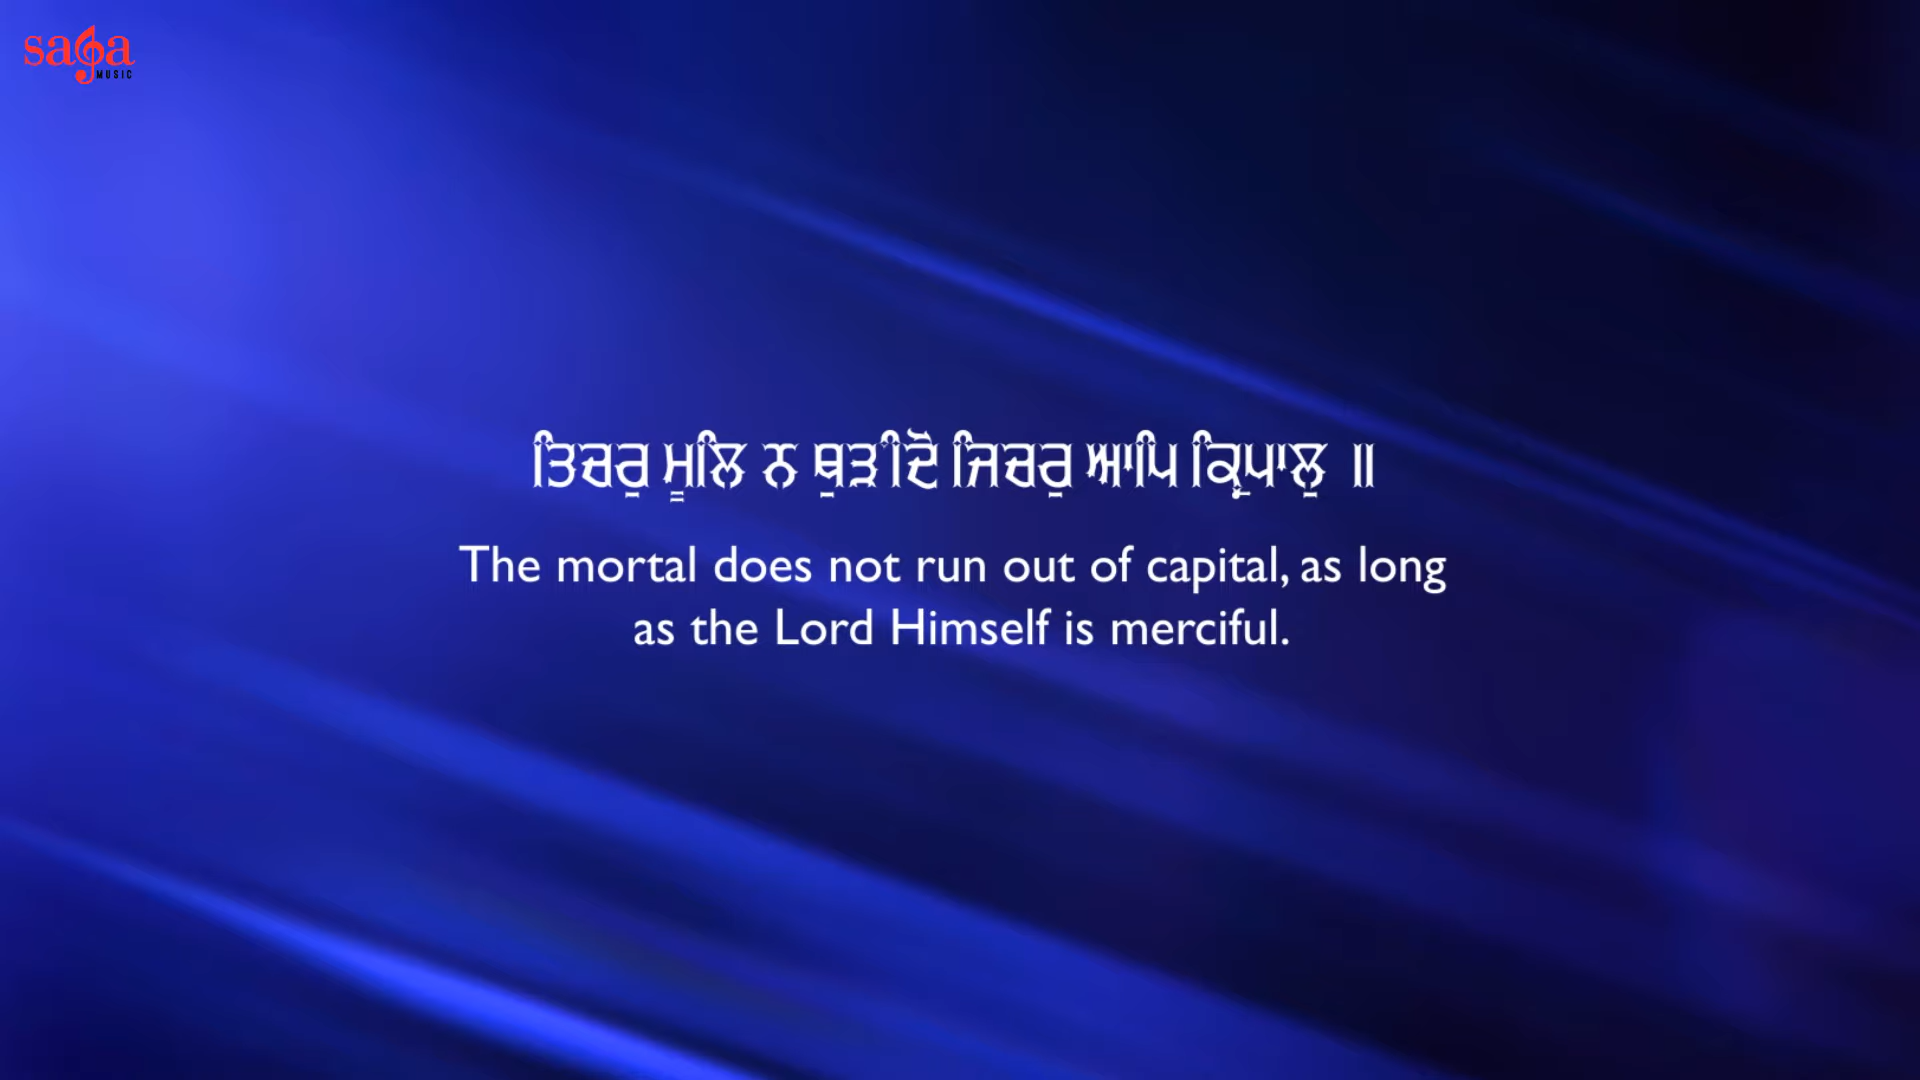 saga
MUSIC
ਤਿਚਰੁ ਮੂਲਿ ਨ ਥੁੜੀਦੋ ਜਿਚਰੁ ਆਪਿ ਕ੍ਰਿਪਾਲੁ ॥
The mortal does not run out of capital, as long
as the Lord Himself is merciful.